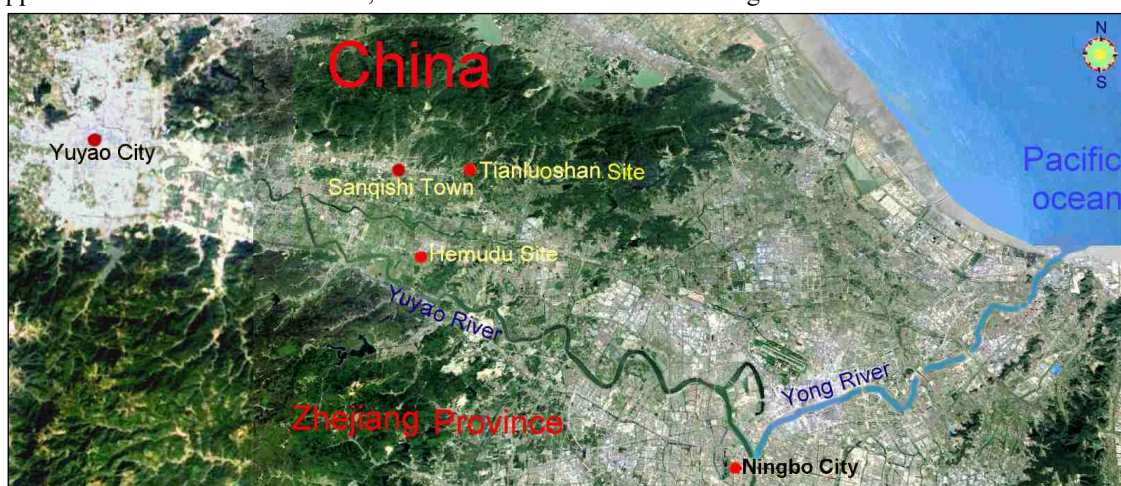 China
N
S
Yuyao City
Pacific
ocean
Tianluoshan Site
Sanqishi Town
Hemudu Site
Yuyao River
Yong River
Zhejiang Province
Ningbo City